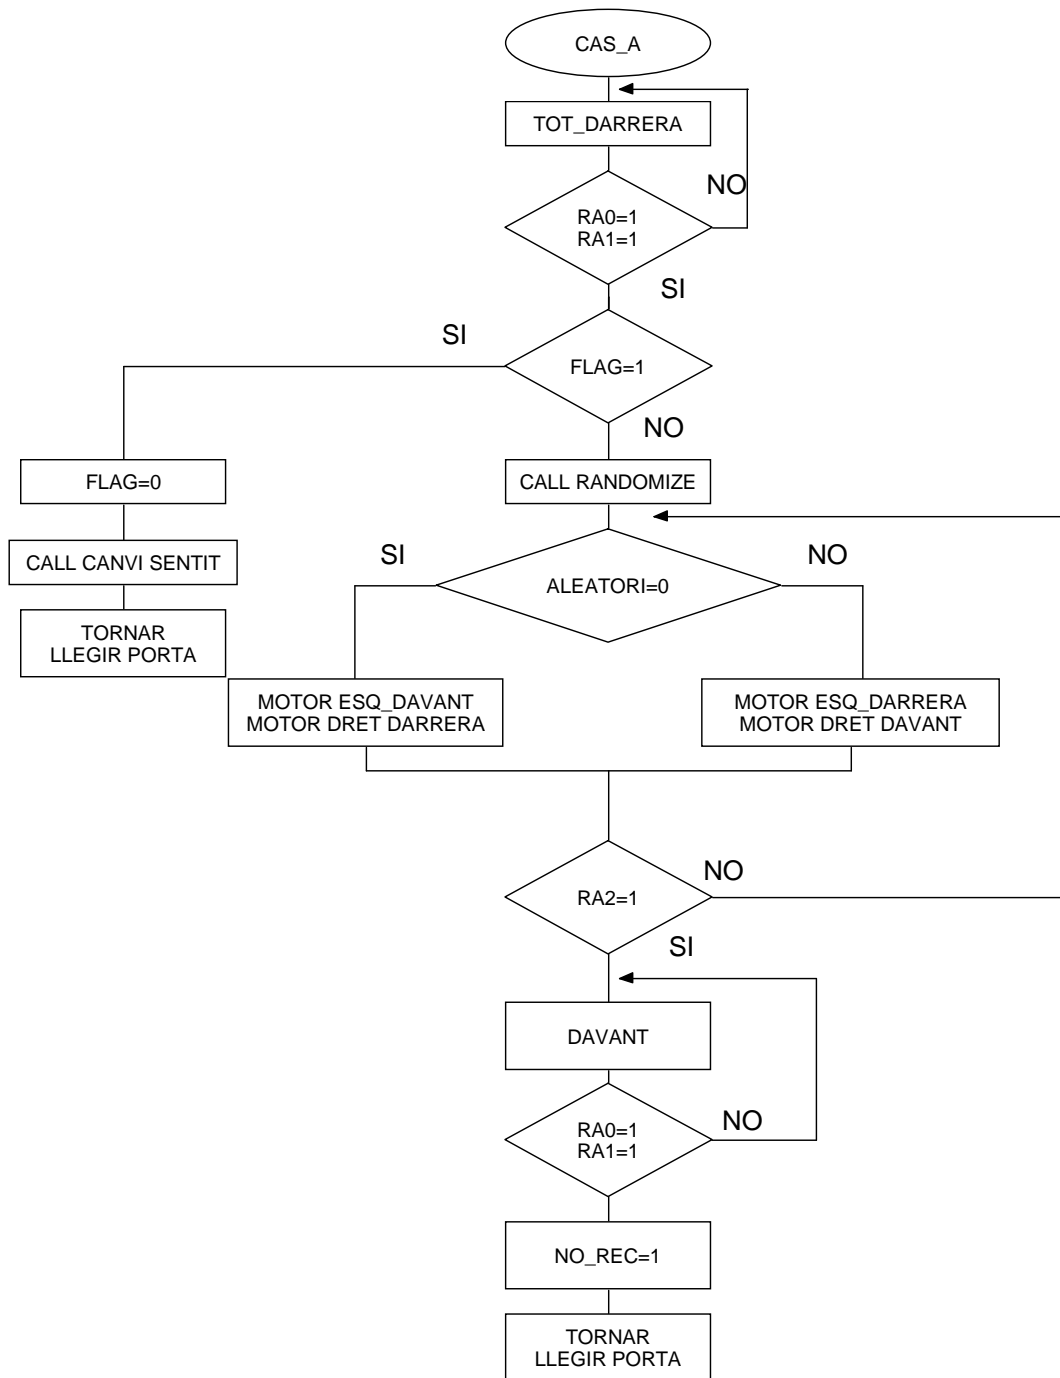 CAS_A
TOT_DARRERA
NO
RA0=1
RA1=1
SI
SI
FLAG=1
NO
FLAG=0
CALL RANDOMIZE
CALL CANVI SENTIT
SI
NO
ALEATORI=0
TORNAR
LLEGIR PORTA
MOTOR ESQ_DAVANT
MOTOR DRET DARRERA
MOTOR ESQ_DARRERA
MOTOR DRET DAVANT
NO
RA2=1
SI
DAVANT
NO
RA0=1
RA1=1
NO_REC=1
TORNAR
LLEGIR PORTA